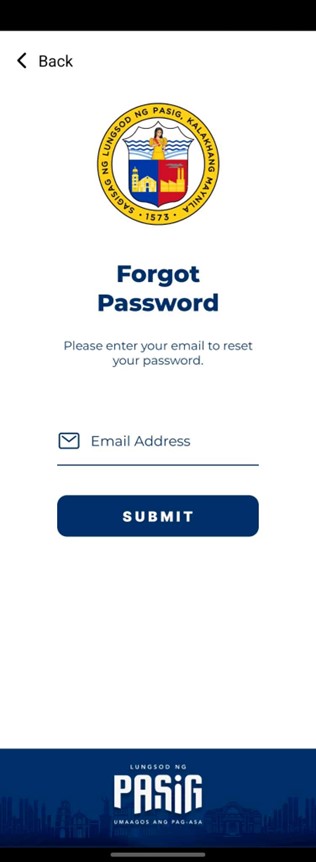 Back
SAGISAG NG LUNGSOD NG PASIG, KALAKHANG MAYNILA
• 1573 •
Forgot
Password
Please enter your email to reset
your password.
Email Address
SUBMIT
LUNGSOD NG
PASIG
UMAAGOS ANG PAG-ASA